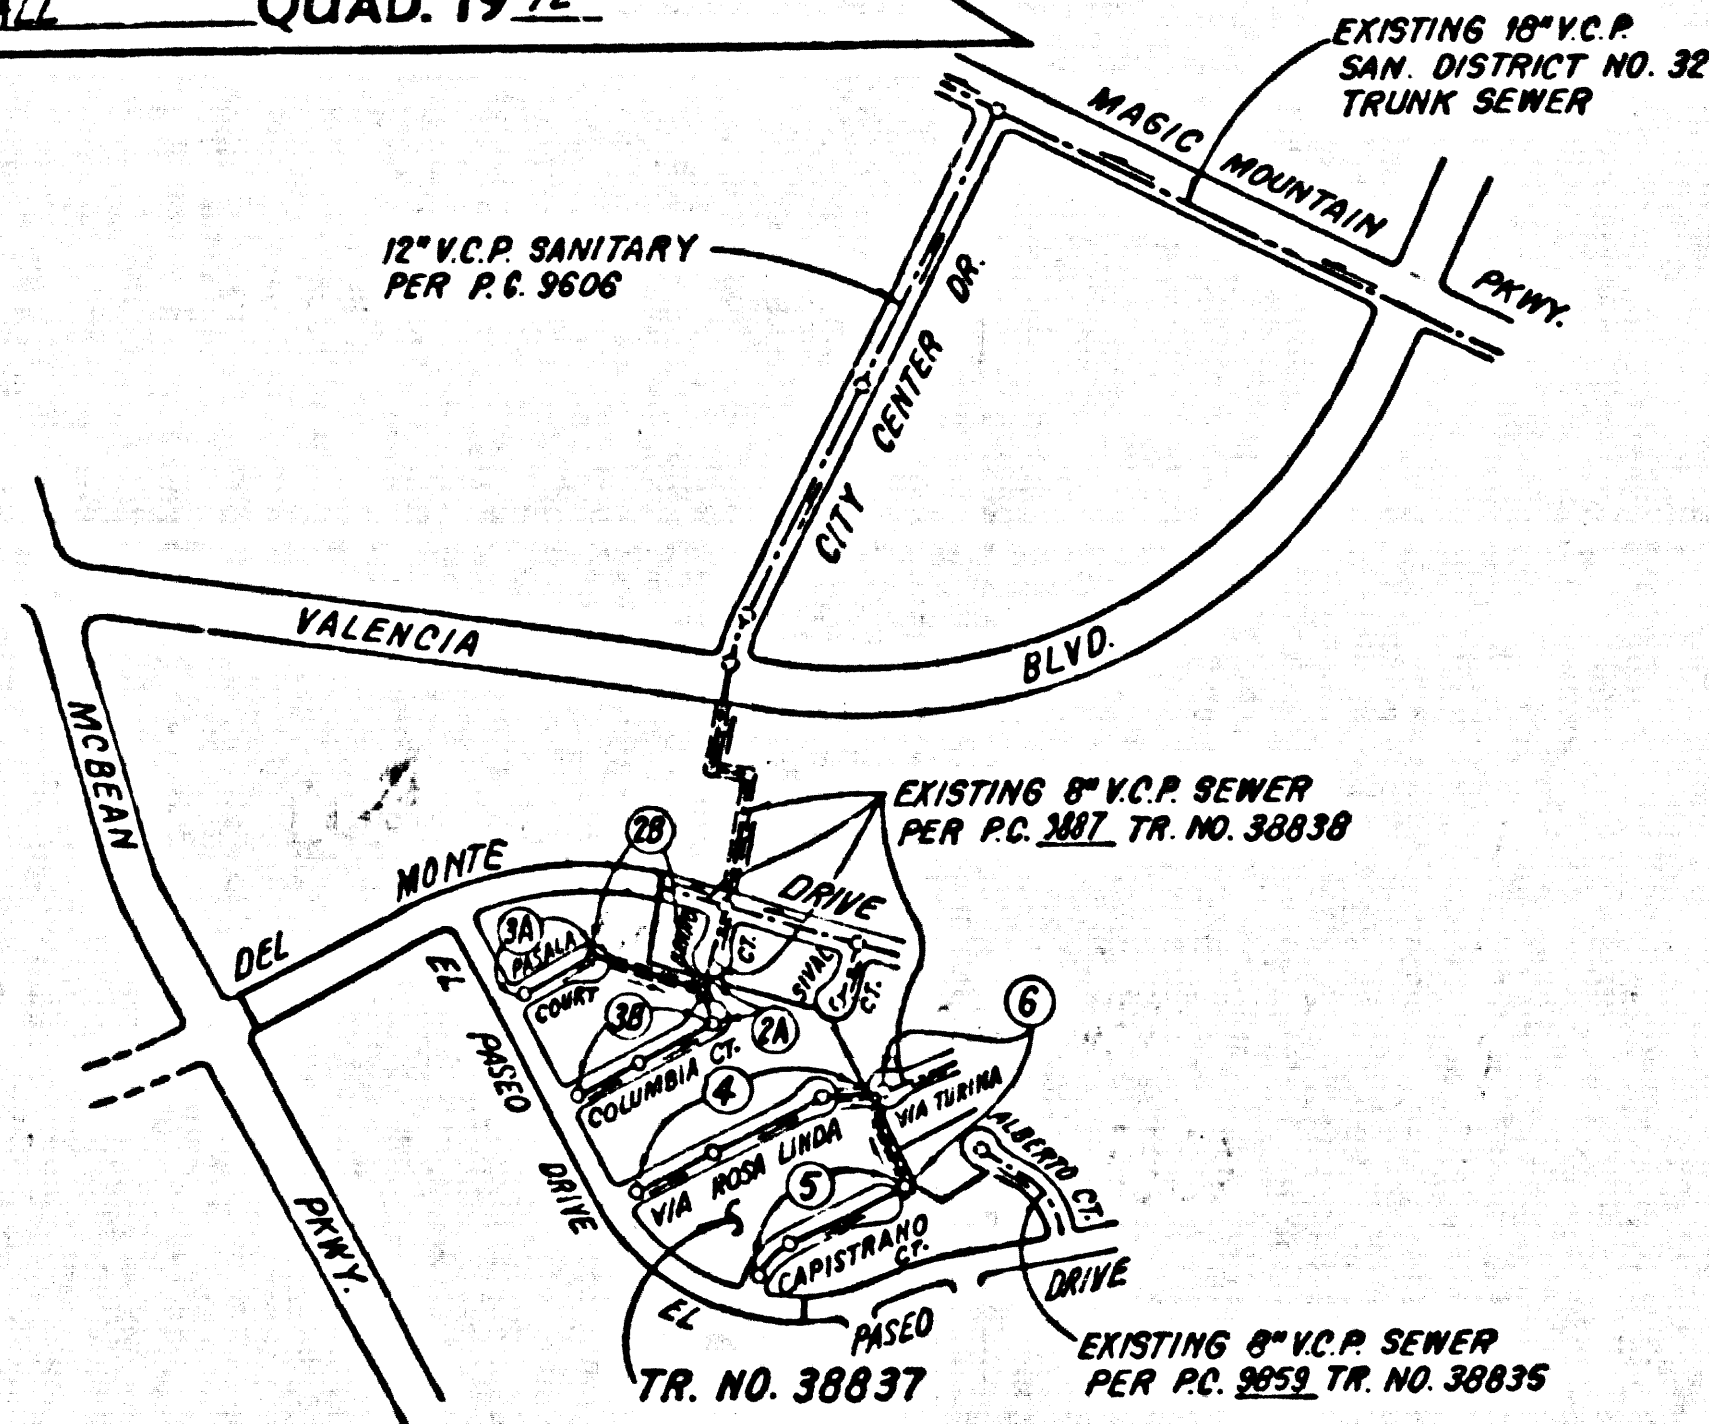 QUAD. 19 72
EXISTING 18" V.C.P.
SAN. DISTRICT NO. 32
TRUNK SEWER
MAGIC MOUNTAIN PKWY.
12" V.C.P. SANITARY
PER P.C. 9606
CITY CENTER DR.
VALENCIA BLVD.
MCBEAN PKWY.
EXISTING 8" V.C.P. SEWER
PER P.C. 9887 TR. NO. 38838
2B
DEL MONTE DRIVE
3A
PASALA
COURT
CT.
SIVAL
CT.
3B
2A
6
COLUMBIA CT.
4
VIA TURINA
ALBERTO CT.
VIA ROSA LINDA
5
CAPISTRANO
CT.
EL PASEO DRIVE
EL PASEO DRIVE
TR. NO. 38837
EXISTING 8" V.C.P. SEWER
PER P.C. 9859 TR. NO. 38835